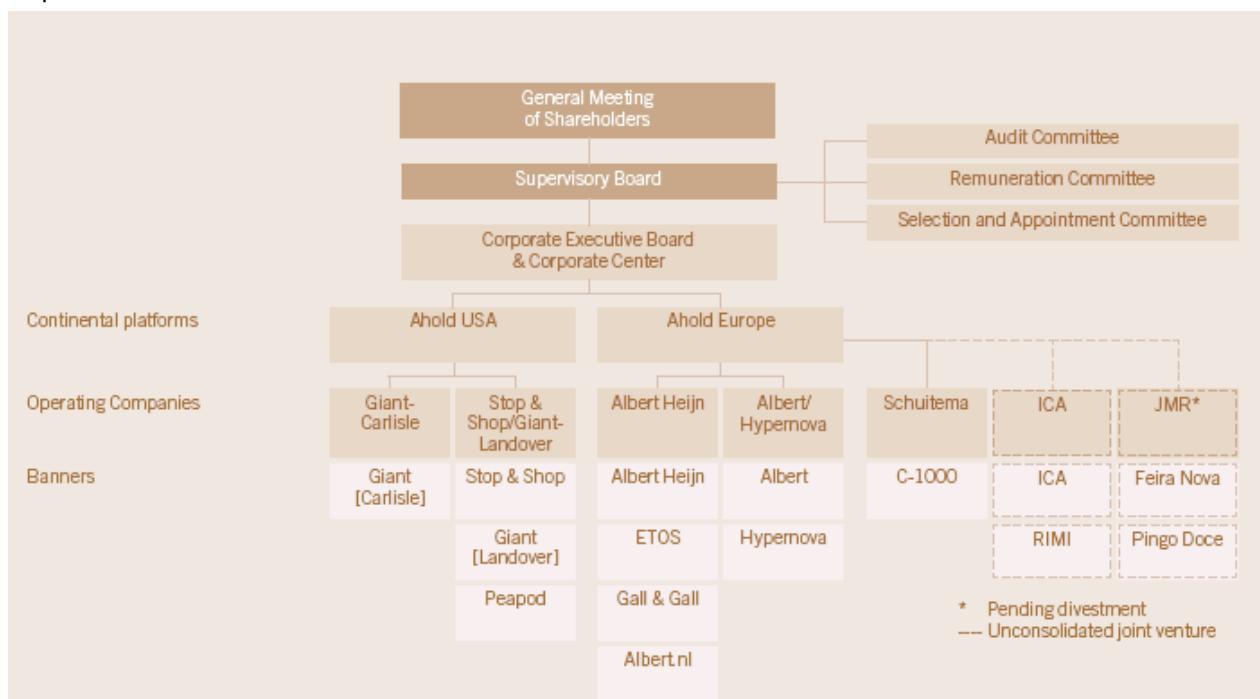 General Meeting
of Shareholders
Audit Committee
Supervisory Board
Remuneration Committee
Selection and Appointment Committee
Corporate Executive Board
& Corporate Center
Continental platforms
Ahold USA
Ahold Europe
Operating Companies
Giant-
Carlisle
Stop &
Shop/Giant-
Landover
Albert Heijn
Albert/
Hypernova
Schuitema
ICA
JMR*
Banners
Giant
[Carlisle]
Stop & Shop
Albert Heijn
Albert
C-1000
ICA
Feira Nova
Giant
[Landover]
ETOS
Hypernova
RIMI
Pingo Doce
Peapod
Gall & Gall
Albert.nl
* Pending divestment
--- Unconsolidated joint venture